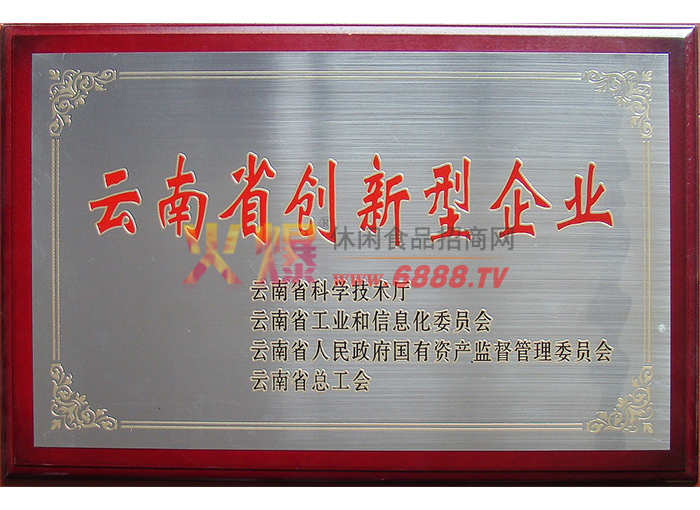 云南省创新型企业
火爆®休闲食品招商网
www.6888.TV
云南省科学技术厅
云南省工业和信息化委员会
云南省人民政府国有资产监督管理委员会
云南省总工会